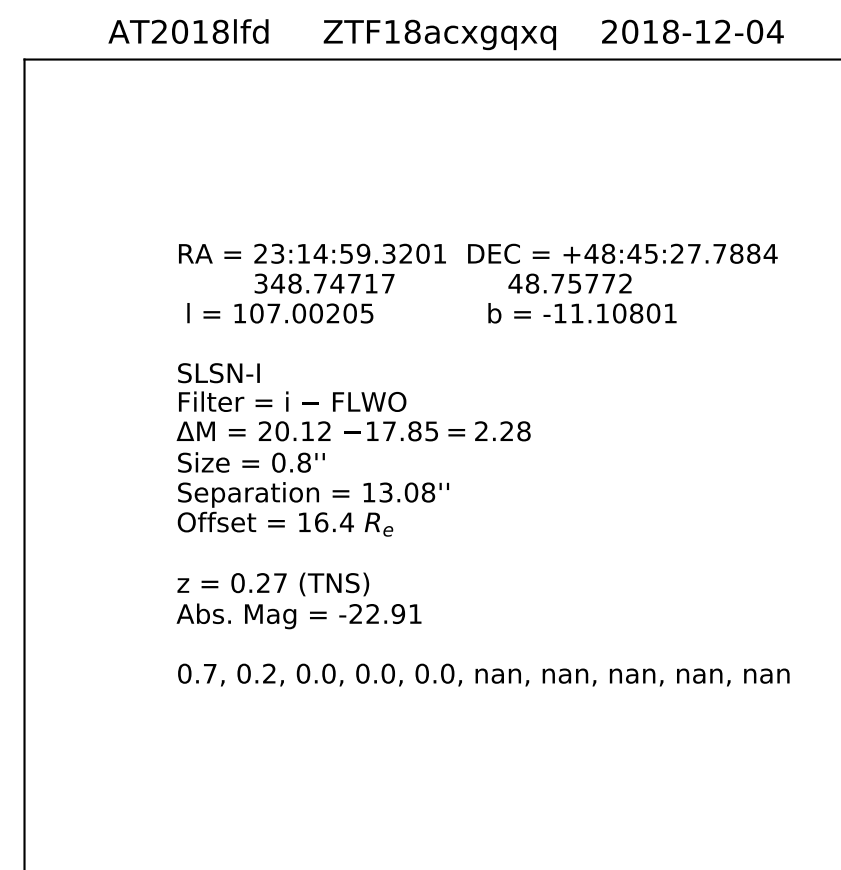 AT2018lfd ZTF18acxgqxq 2018-12-04
RA = 23:14:59.3201 DEC = +48:45:27.7884
348.74717 48.75772
l = 107.00205 b = -11.10801
SLSN-I
Filter = i − FLWO
ΔM = 20.12 −17.85 = 2.28
Size = 0.8''
Separation = 13.08''
Offset = 16.4 Rₑ
z = 0.27 (TNS)
Abs. Mag = -22.91
0.7, 0.2, 0.0, 0.0, 0.0, nan, nan, nan, nan, nan